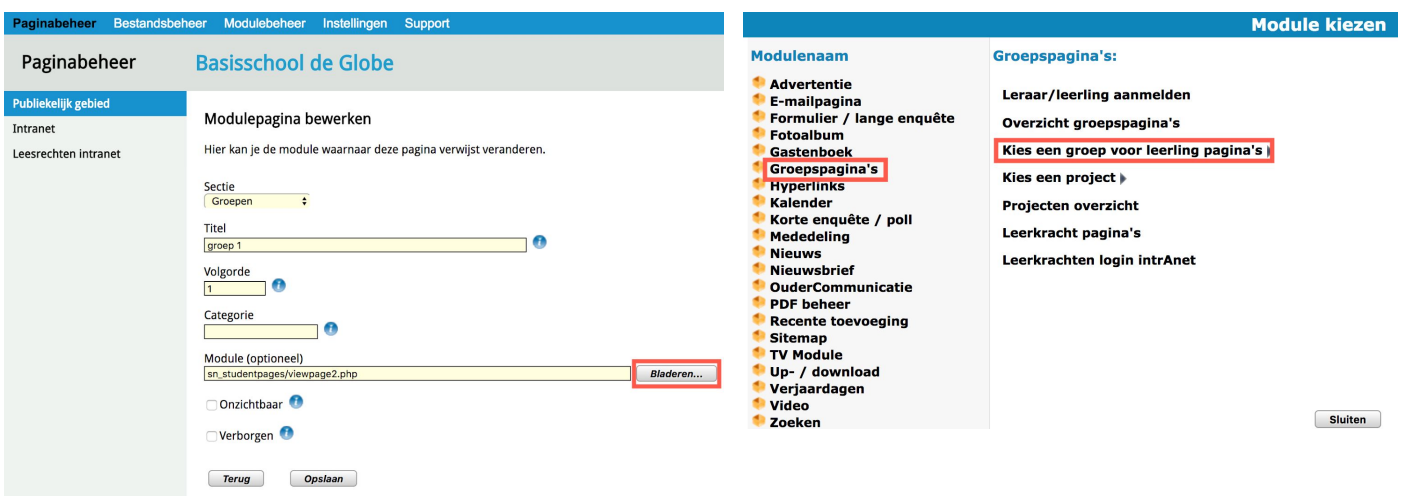 Paginabeheer Bestandsbeheer Modulebeheer Instellingen Support
Paginabeheer
Basisschool de Globe
Publiekelijk gebied
Intranet
Leesrechten intranet
Modulepagina bewerken
Hier kan je de module waarnaar deze pagina verwijst veranderen.
Sectie
Groepen
Titel
groep 1
Volgorde
1
Categorie
Module (optioneel)
sn_studentpages/viewpage2.php
Bladeren...
Onzichtbaar
Verborgen
Terug Opslaan
Module kiezen
Modulenaam
Advertentie
E-mailpagina
Formulier / lange enquête
Fotoalbum
Gastenboek
Groepspagina's
Hyperlinks
Kalender
Korte enquête / poll
Mededeling
Nieuws
Nieuwsbrief
OuderCommunicatie
PDF beheer
Recente toevoeging
Sitemap
TV Module
Up- / download
Verjaardagen
Video
Zoeken
Groepspagina's:
Leraar/leerling aanmelden
Overzicht groepspagina's
Kies een groep voor leerling pagina's
Kies een project
Projecten overzicht
Leerkracht pagina's
Leerkrachten login intrAnet
Sluiten